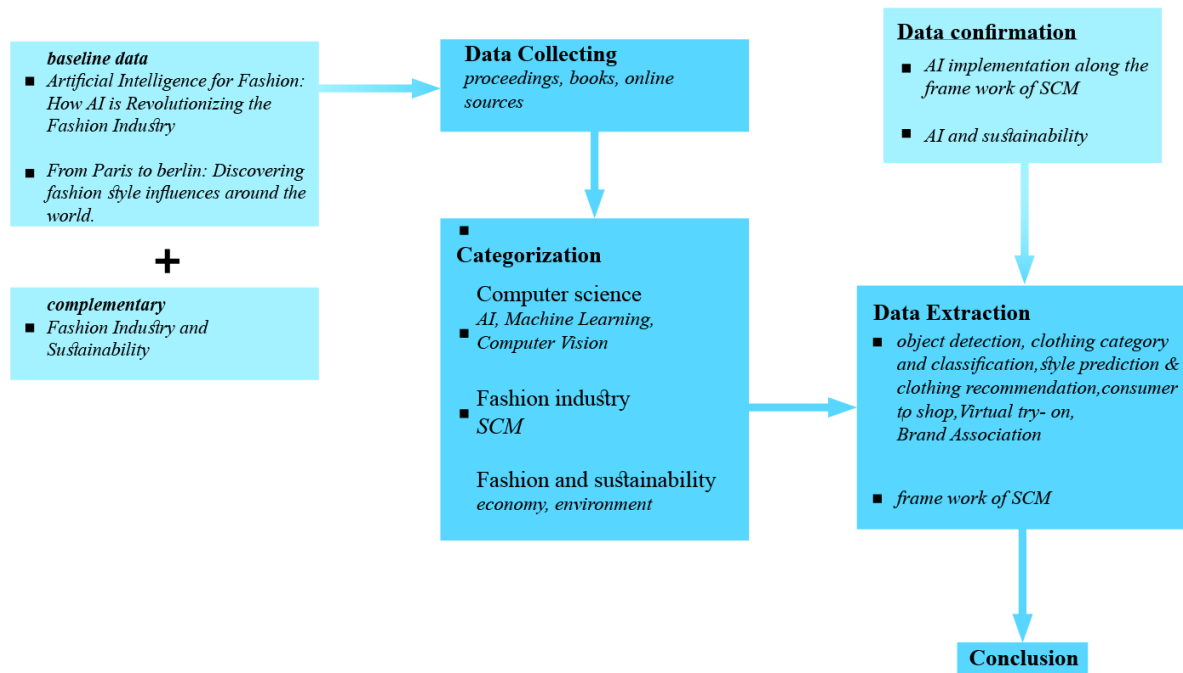 baseline data
Artificial Intelligence for Fashion:
How AI is Revolutionizing the
Fashion Industry
From Paris to berlin: Discovering
fashion style influences around the
world.
+
complementary
Fashion Industry and
Sustainability
Data Collecting
proceedings, books, online
sources
Categorization
Computer science
AI, Machine Learning,
Computer Vision
Fashion industry
SCM
Fashion and sustainability
economy, environment
Data confirmation
AI implementation along the
frame work of SCM
AI and sustainability
Data Extraction
object detection, clothing category
and classification,style prediction &
clothing recommendation,consumer
to shop,Virtual try- on,
Brand Association
frame work of SCM
Conclusion